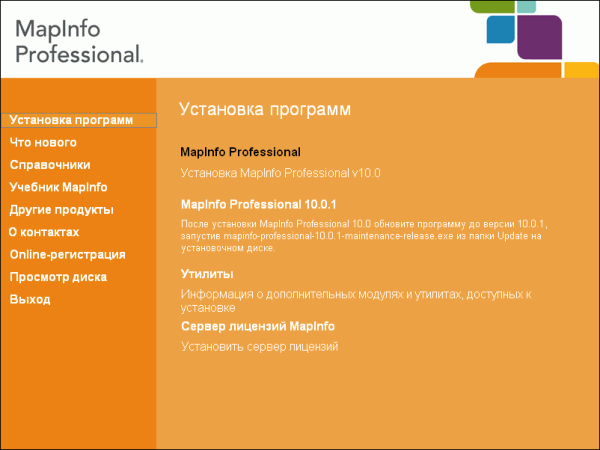 MapInfo
Professional®
Установка программ
Что нового
Справочники
Учебник MapInfo
Другие продукты
О контактах
Online-регистрация
Просмотр диска
Выход
Установка программ
MapInfo Professional
Установка MapInfo Professional v10.0
MapInfo Professional 10.0.1
После установки MapInfo Professional 10.0 обновите программу до версии 10.0.1,
запустив mapinfo-professional-10.0.1-maintenance-release.exe из папки Update на
установочном диске.
Утилиты
Информация о дополнительных модулях и утилитах, доступных к
установке
Сервер лицензий MapInfo
Установить сервер лицензий